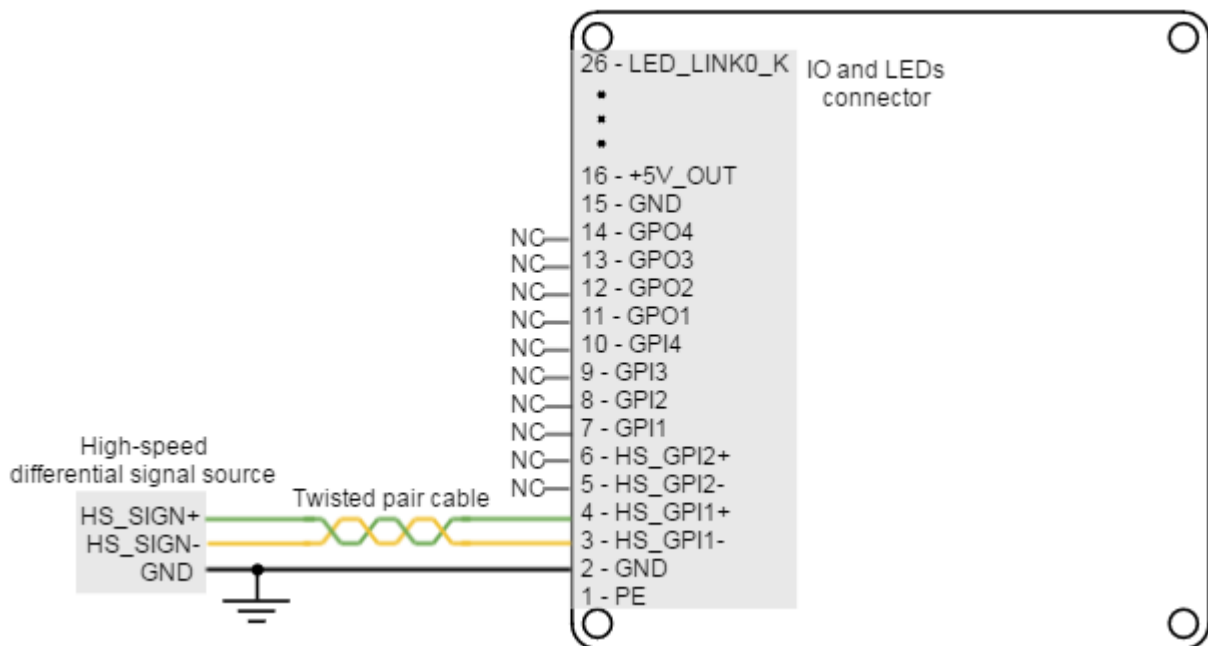 26 - LED_LINK0_K
IO and LEDs
connector
16 - +5V_OUT
15 - GND
NC 14 - GPO4
NC 13 - GPO3
NC 12 - GPO2
NC 11 - GPO1
NC 10 - GPI4
NC 9 - GPI3
NC 8 - GPI2
NC 7 - GPI1
NC 6 - HS_GPI2+
NC 5 - HS_GPI2-
High-speed
differential signal source
Twisted pair cable
HS_SIGN+ 4 - HS_GPI1+
HS_SIGN- 3 - HS_GPI1-
GND 2 - GND
1 - PE